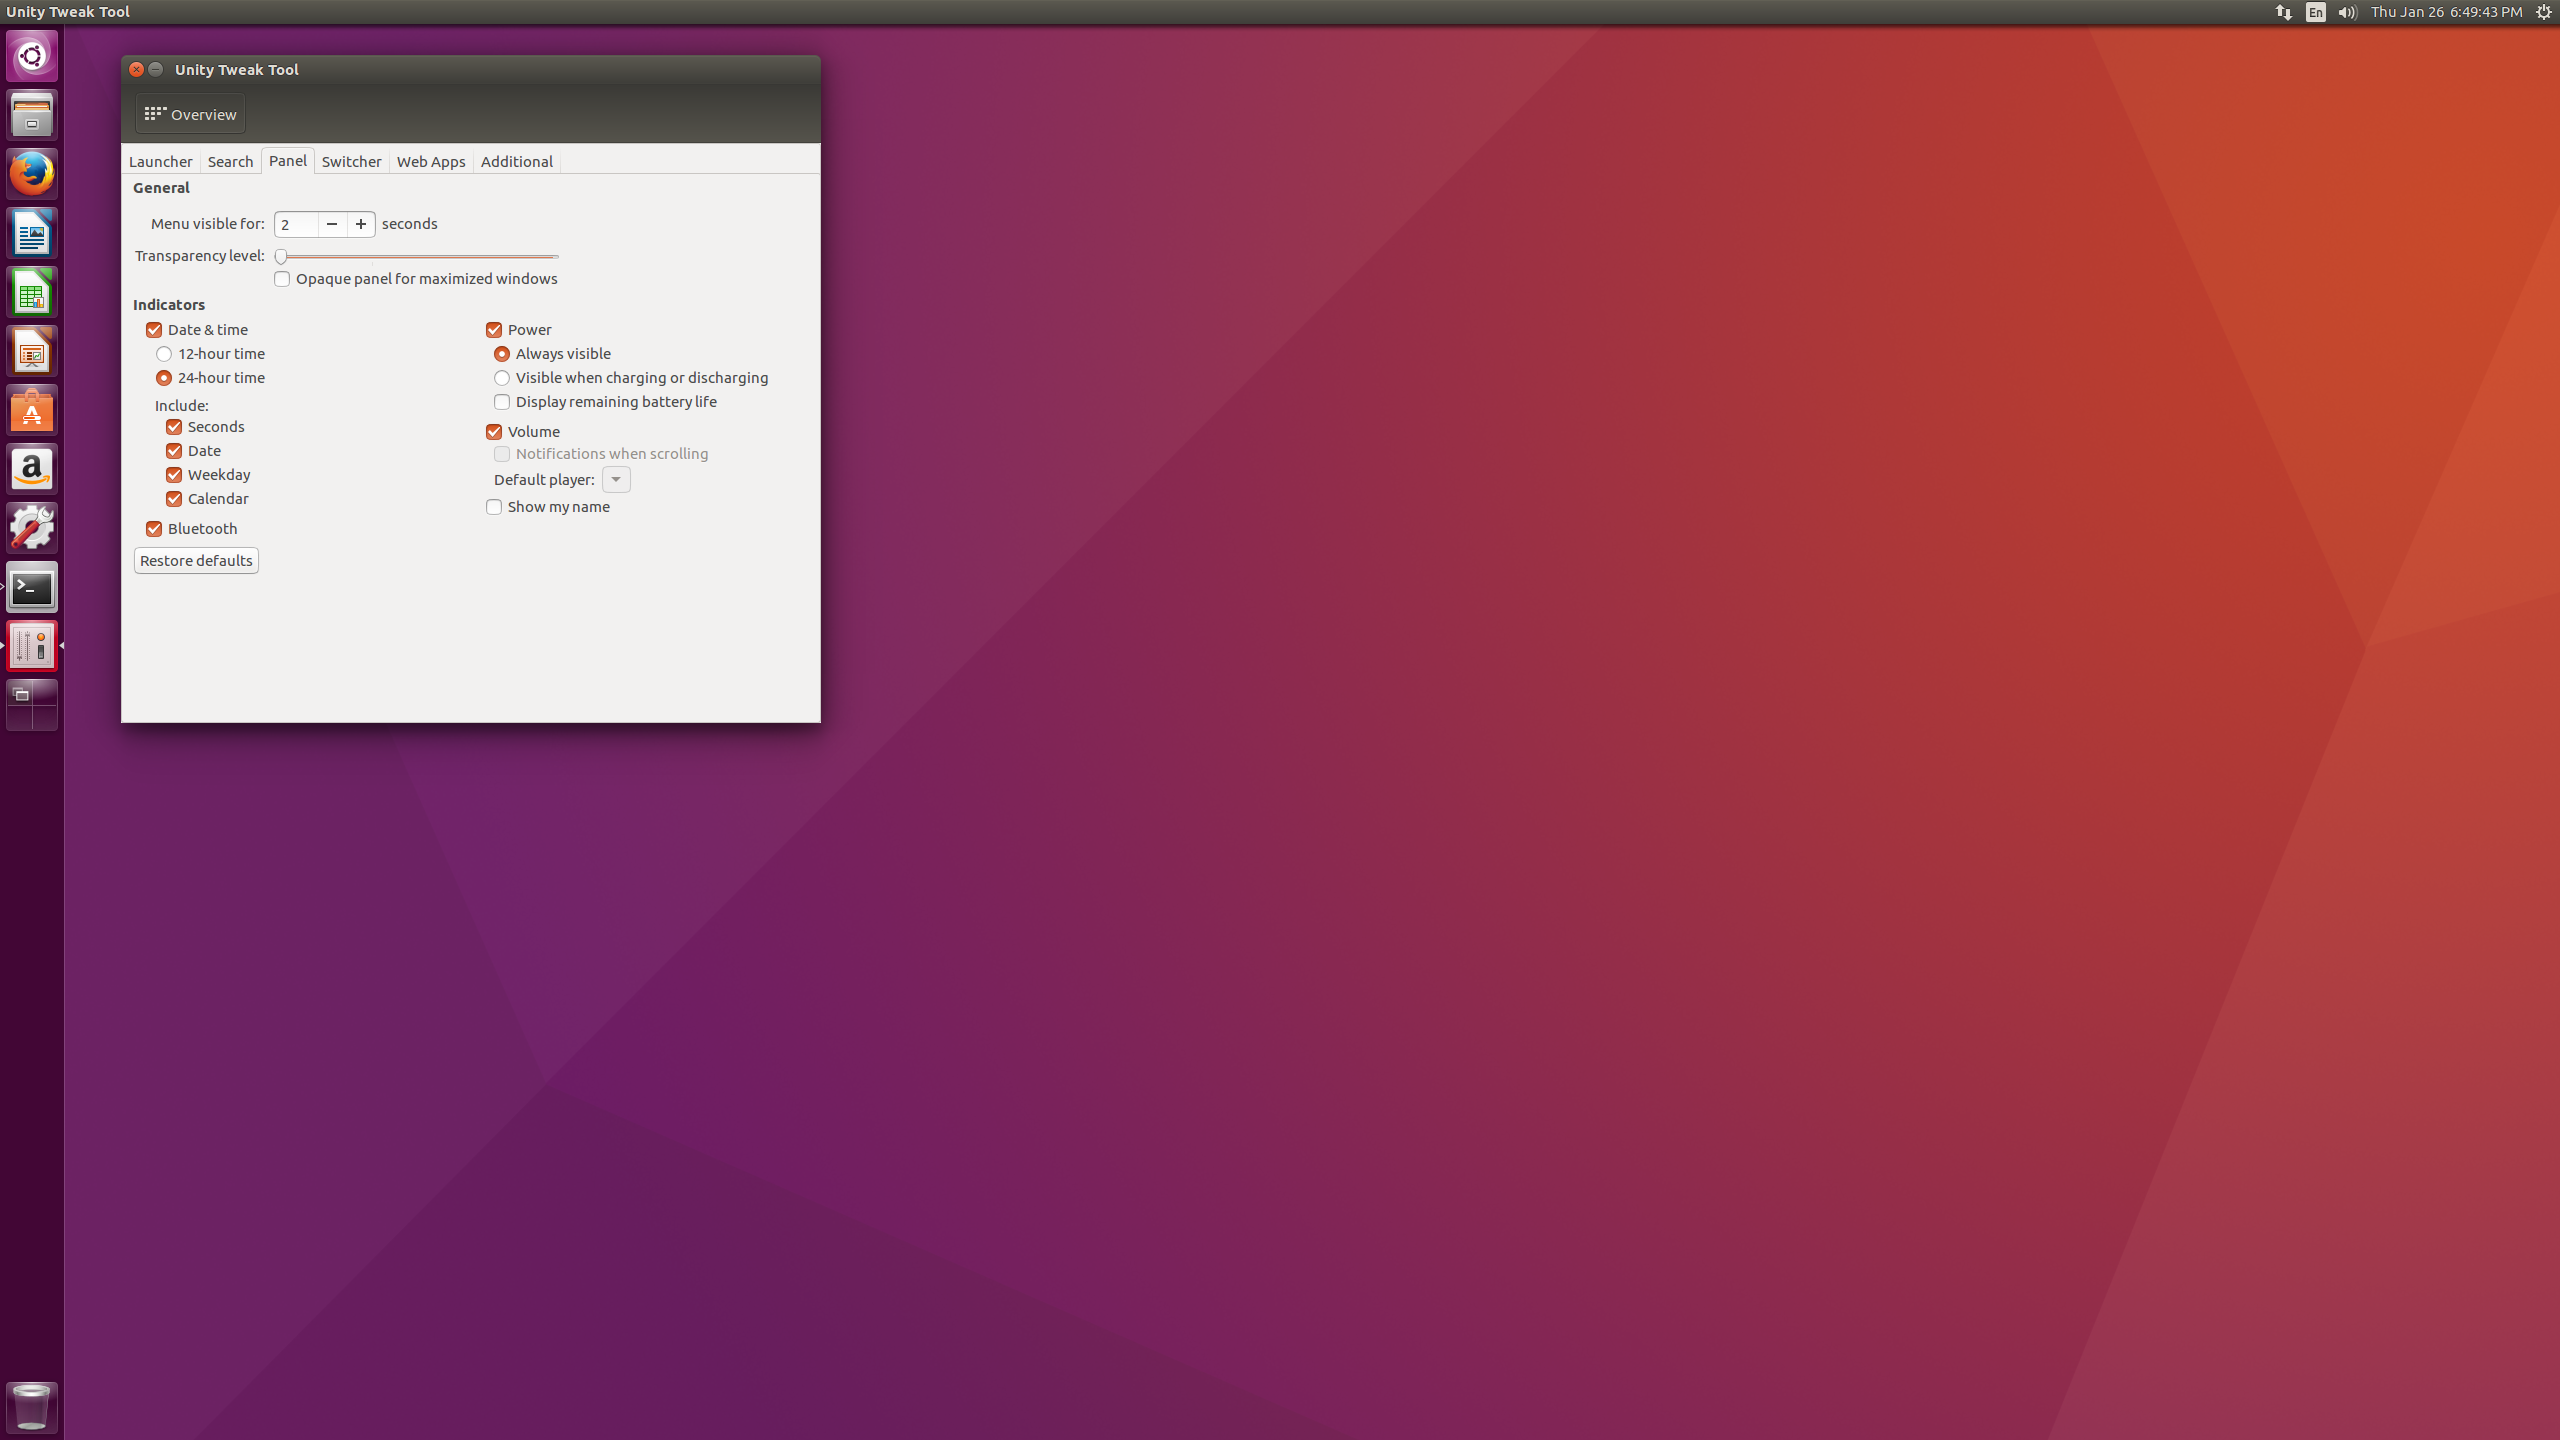 Unity Tweak Tool
En
Thu Jan 26 6:49:43 PM
Unity Tweak Tool
Overview
Launcher Search Panel Switcher Web Apps Additional
General
Menu visible for: 2 seconds
Transparency level:
Opaque panel for maximized windows
Indicators
Date & time
12-hour time
24-hour time
Include:
Seconds
Date
Weekday
Calendar
Bluetooth
Power
Always visible
Visible when charging or discharging
Display remaining battery life
Volume
Notifications when scrolling
Default player:
Show my name
Restore defaults